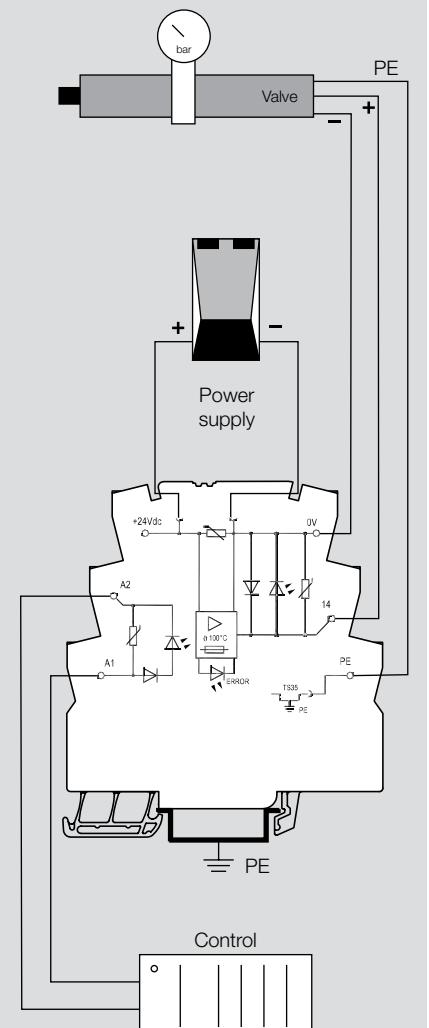 bar
PE
Valve
+
−
+
−
Power
supply
+24Vdc
0V
A2
14
ϑ 100°C
A1
PE
ERROR
TS35
PE
PE
Control